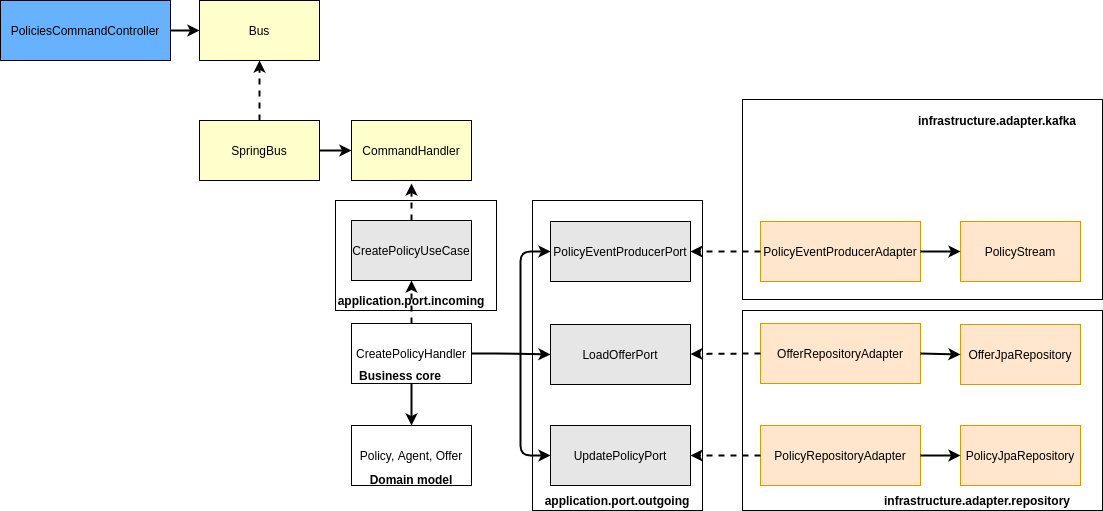 PoliciesCommandController
Bus
infrastructure.adapter.kafka
SpringBus
CommandHandler
CreatePolicyUseCase
PolicyEventProducerPort
PolicyEventProducerAdapter
PolicyStream
application.port.incoming
CreatePolicyHandler
Business core
LoadOfferPort
OfferRepositoryAdapter
OfferJpaRepository
Policy, Agent, Offer
Domain model
UpdatePolicyPort
PolicyRepositoryAdapter
PolicyJpaRepository
application.port.outgoing
infrastructure.adapter.repository